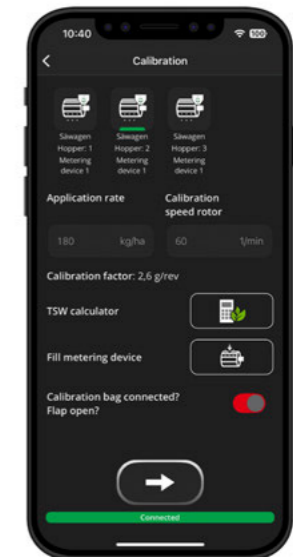 10:40
100
Calibration
Säwagen Säwagen Säwagen
Hopper: 1 Hopper: 2 Hopper: 3
Metering Metering Metering
device 1 device 1 device 1
Application rate Calibration
speed rotor
180 kg/ha 60 1/min
Calibration factor: 2,6 g/rev
TSW calculator
Fill metering device
Calibration bag connected?
Flap open?
Connected